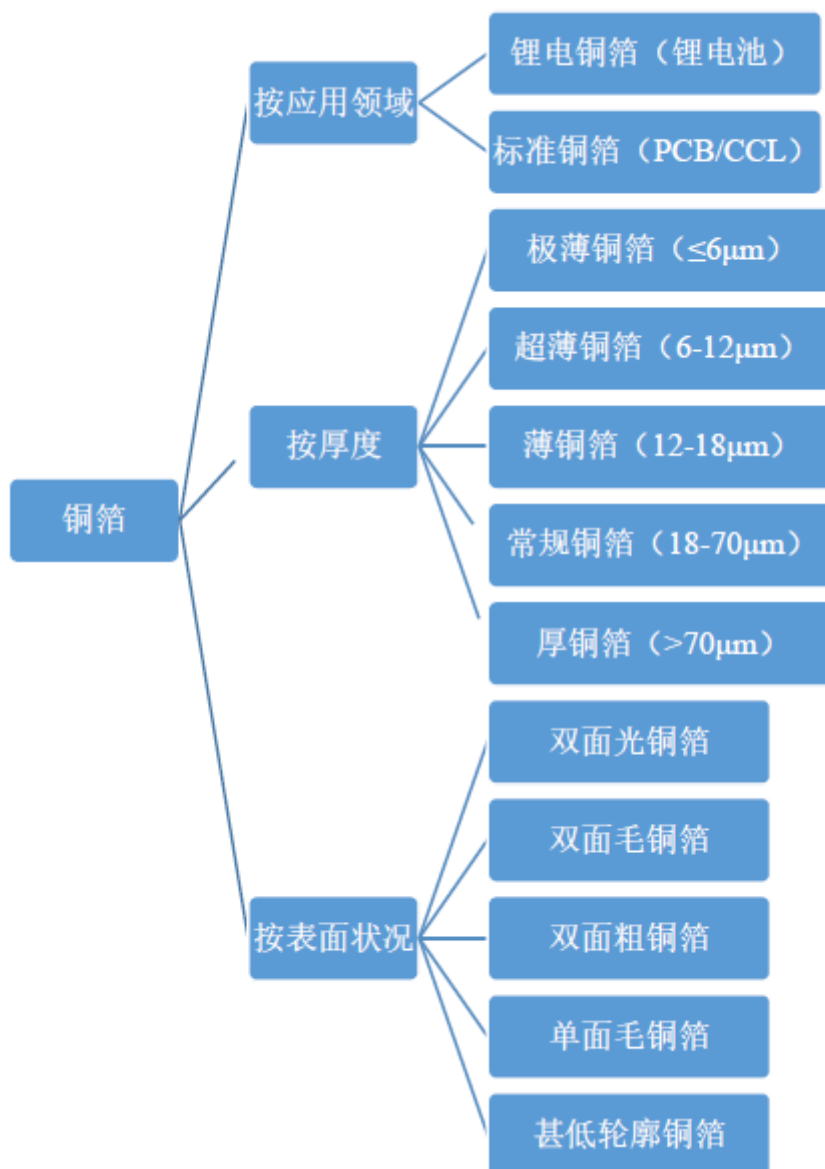 铜箔
按应用领域
锂电铜箔（锂电池）
标准铜箔（PCB/CCL）
按厚度
极薄铜箔（≤6μm）
超薄铜箔（6-12μm）
薄铜箔（12-18μm）
常规铜箔（18-70μm）
厚铜箔（>70μm）
按表面状况
双面光铜箔
双面毛铜箔
双面粗铜箔
单面毛铜箔
甚低轮廓铜箔